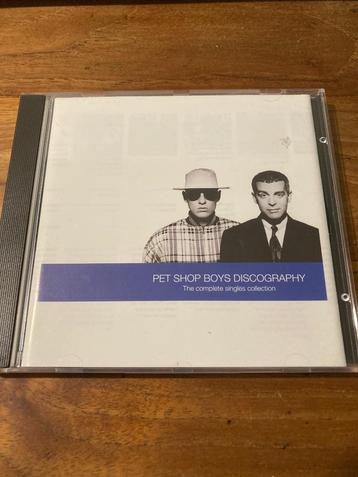 PET SHOP BOYS DISCOGRAPHY
The complete singles collection